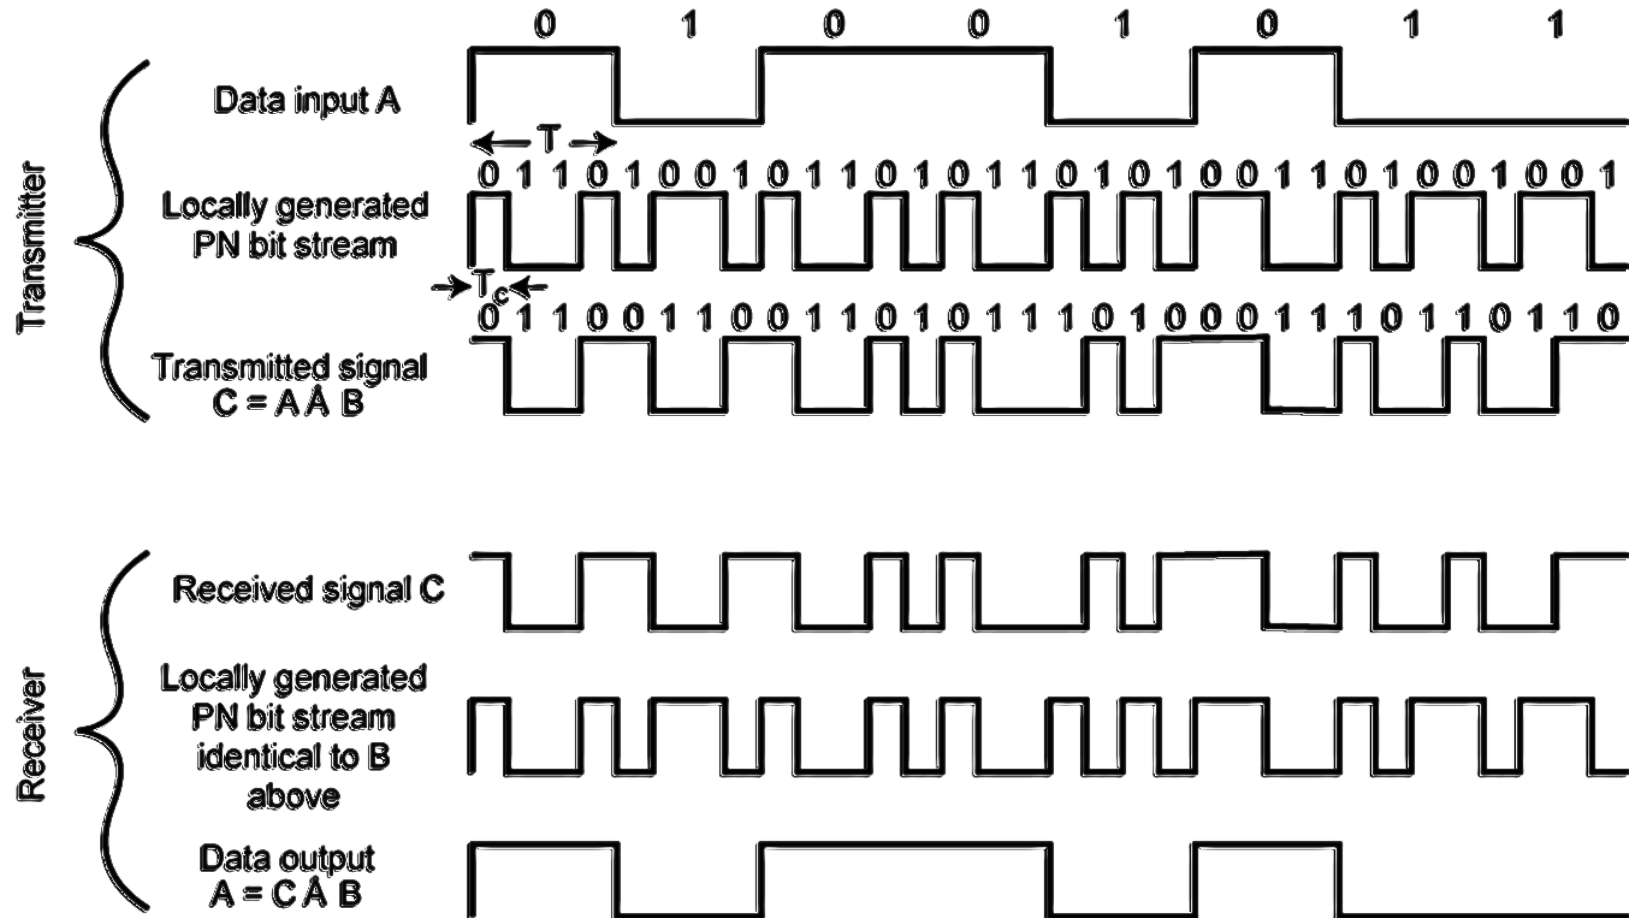 0 1 0 0 1 0 1 1
Data input A
T
0 1 1 0 1 0 0 1 0 1 1 0 1 0 1 1 0 1 0 1 0 0 1 1 0 1 0 0 1 0 0 1
Locally generated
PN bit stream
Tc
0 1 1 0 0 1 1 0 0 1 1 0 1 0 1 1 1 0 1 0 0 0 1 1 1 0 1 1 0 1 1 0
Transmitted signal
C = A Å B
Transmitter
Received signal C
Locally generated
PN bit stream
identical to B
above
Data output
A = C Å B
Receiver